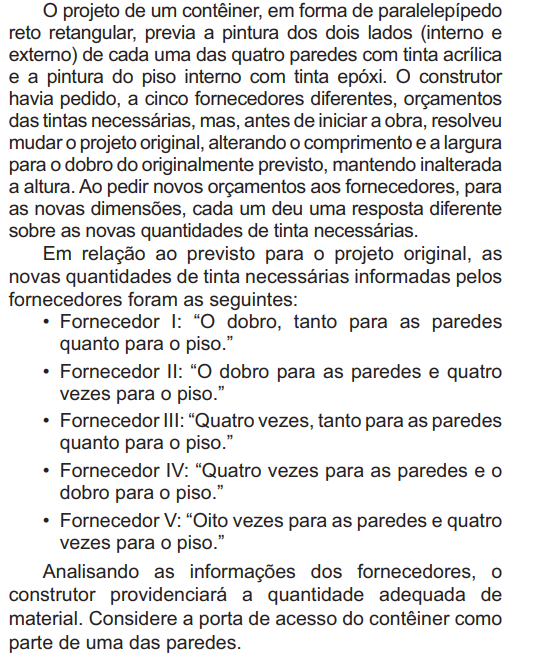 O projeto de um contêiner, em forma de paralelepípedo
reto retangular, previa a pintura dos dois lados (interno e
externo) de cada uma das quatro paredes com tinta acrílica
e a pintura do piso interno com tinta epóxi. O construtor
havia pedido, a cinco fornecedores diferentes, orçamentos
das tintas necessárias, mas, antes de iniciar a obra, resolveu
mudar o projeto original, alterando o comprimento e a largura
para o dobro do originalmente previsto, mantendo inalterada
a altura. Ao pedir novos orçamentos aos fornecedores, para
as novas dimensões, cada um deu uma resposta diferente
sobre as novas quantidades de tinta necessárias.
Em relação ao previsto para o projeto original, as
novas quantidades de tinta necessárias informadas pelos
fornecedores foram as seguintes:
• Fornecedor I: “O dobro, tanto para as paredes
quanto para o piso.”
• Fornecedor II: “O dobro para as paredes e quatro
vezes para o piso.”
• Fornecedor III: “Quatro vezes, tanto para as paredes
quanto para o piso.”
• Fornecedor IV: “Quatro vezes para as paredes e o
dobro para o piso.”
• Fornecedor V: “Oito vezes para as paredes e quatro
vezes para o piso.”
Analisando as informações dos fornecedores, o
construtor providenciará a quantidade adequada de
material. Considere a porta de acesso do contêiner como
parte de uma das paredes.